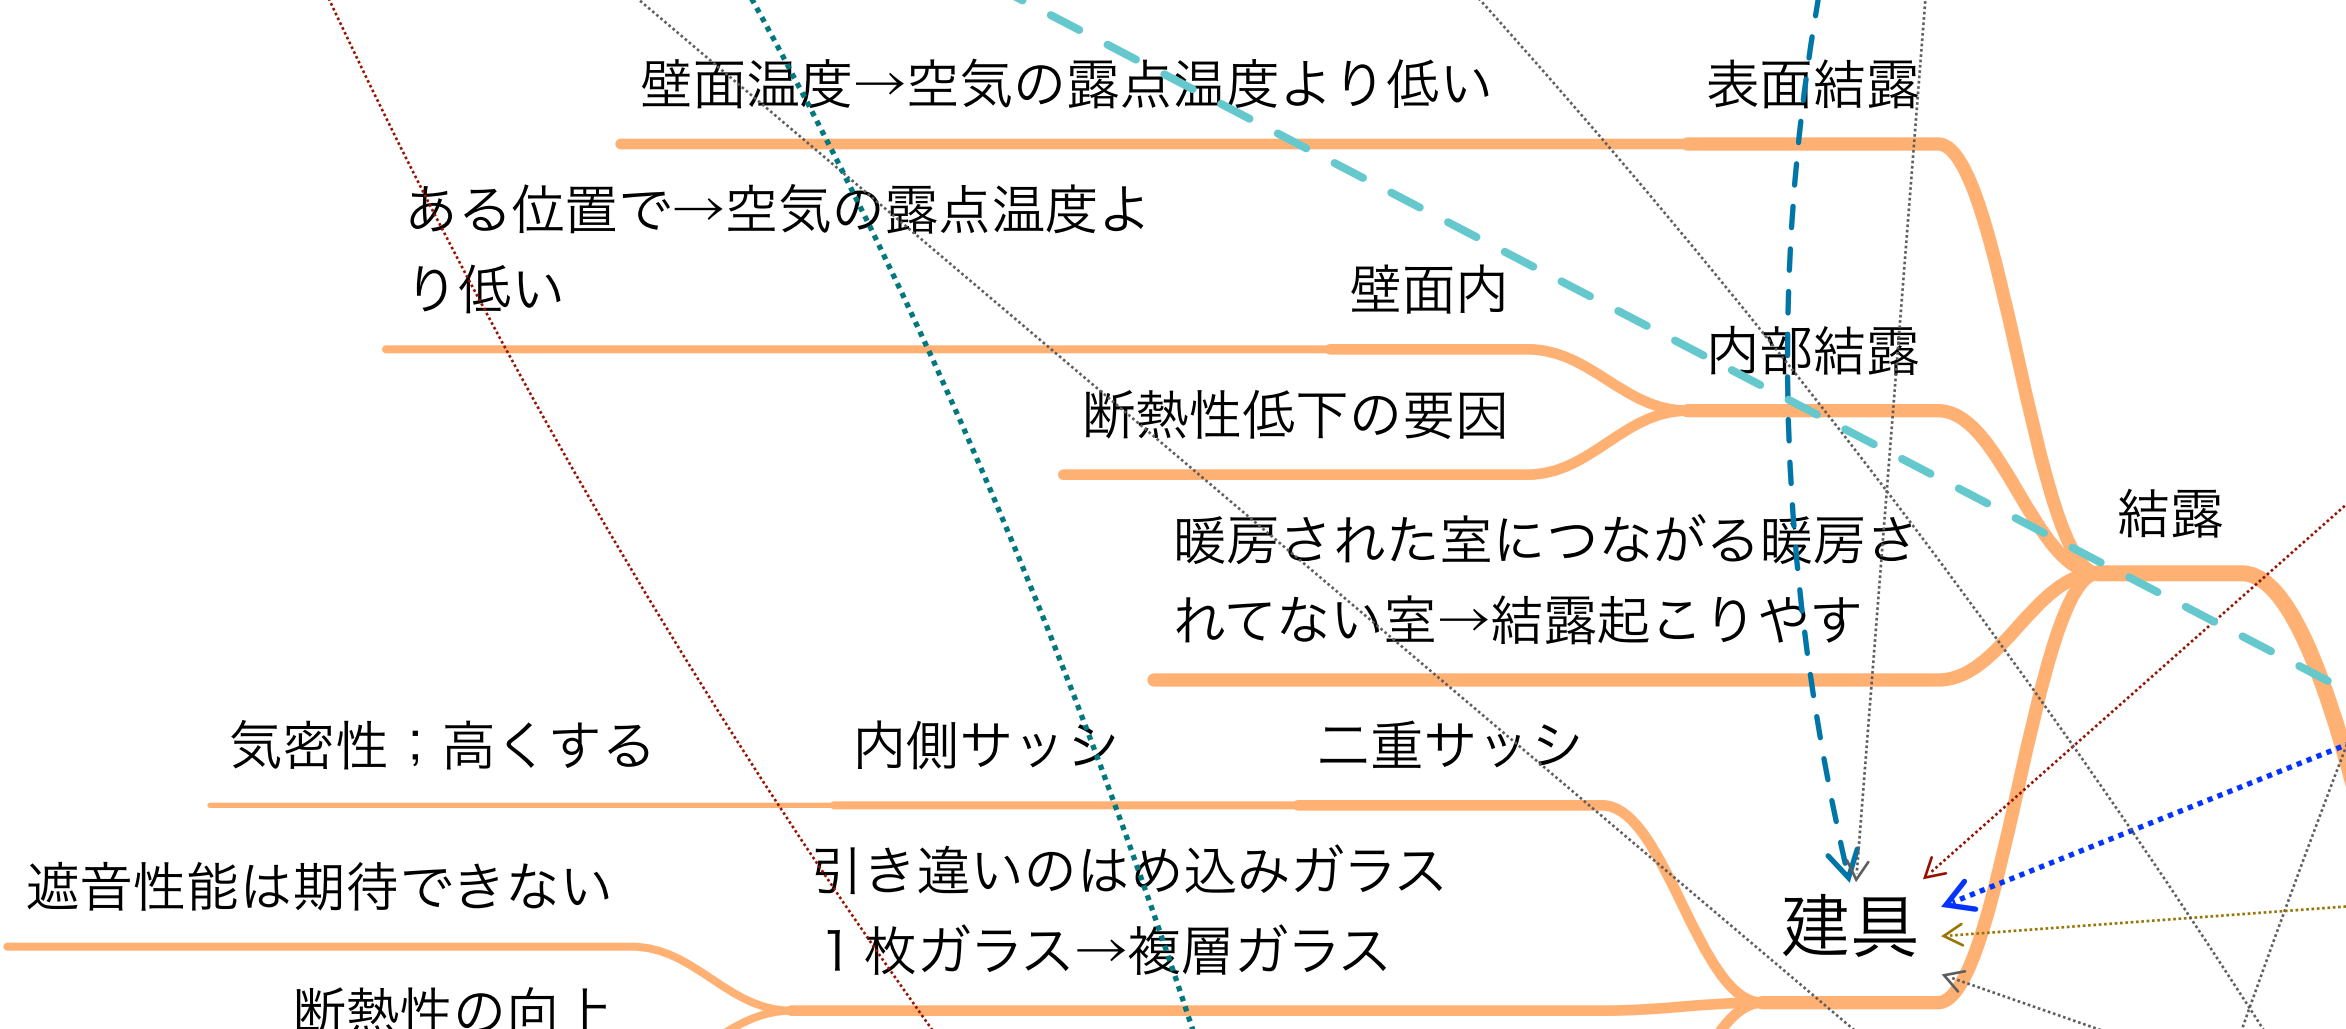 壁面温度→空気の露点温度より低い
表面結露
ある位置で→空気の露点温度よ
り低い
壁面内
内部結露
断熱性低下の要因
結露
暖房された室につながる暖房さ
れてない室→結露起こりやす
気密性；高くする
内側サッシ
二重サッシ
遮音性能は期待できない
引き違いのはめ込みガラス
１枚ガラス→複層ガラス
建具
断熱性の向上